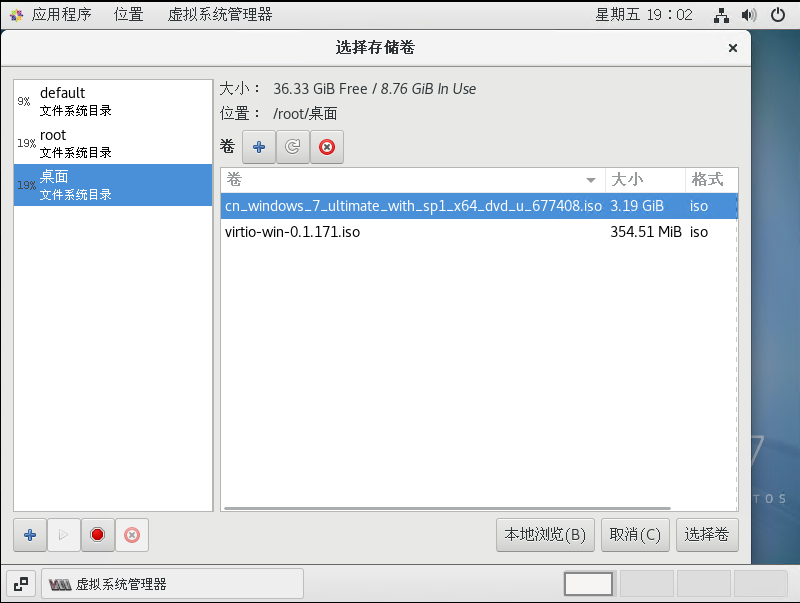 应用程序 位置 虚拟系统管理器 星期五 19：02
选择存储卷
9% default
文件系统目录
19% root
文件系统目录
19% 桌面
文件系统目录
大小： 36.33 GiB Free / 8.76 GiB In Use
位置： /root/桌面
卷
卷 大小 格式
cn_windows_7_ultimate_with_sp1_x64_dvd_u_677408.iso 3.19 GiB iso
virtio-win-0.1.171.iso 354.51 MiB iso
7
TOS
本地浏览(B) 取消(C) 选择卷
虚拟系统管理器